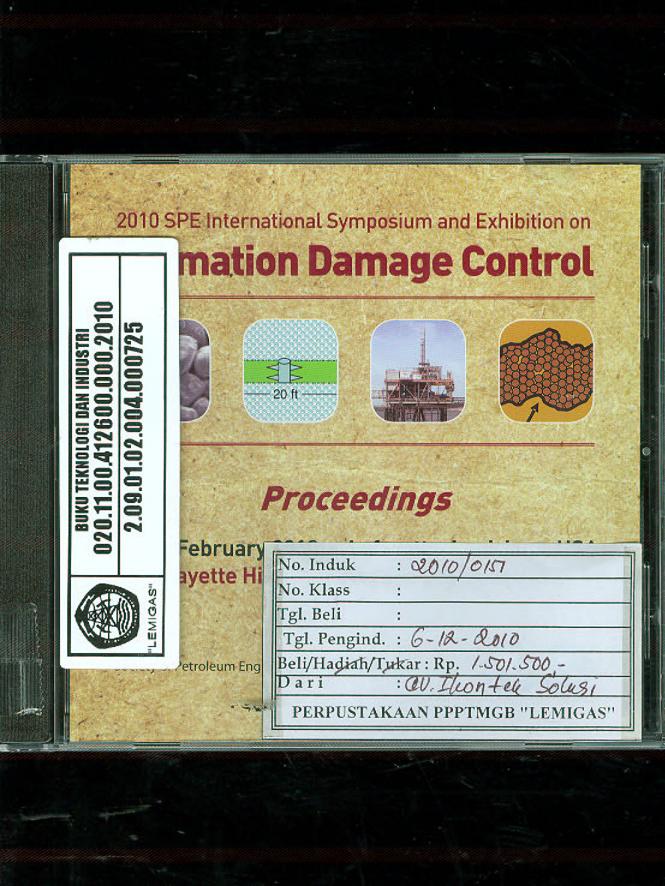 2010 SPE International Symposium and Exhibition on
mation Damage Control
20 ft
Proceedings
February
ayette Hi
Petroleum Eng
BUKU TEKNOLOGI DAN INDUSTRI
020.11.00.412600.000.2010
2.09.01.02.004.000725
"LEMIGAS"
No. Induk : 2010/0151
No. Klass :
Tgl. Beli :
Tgl. Pengind. : 6-12-2010
Beli/Hadiah/Tukar : Rp. 1.501.500,-
Dari : CV. Ikontek Solusi
PERPUSTAKAAN PPPTMGB "LEMIGAS"